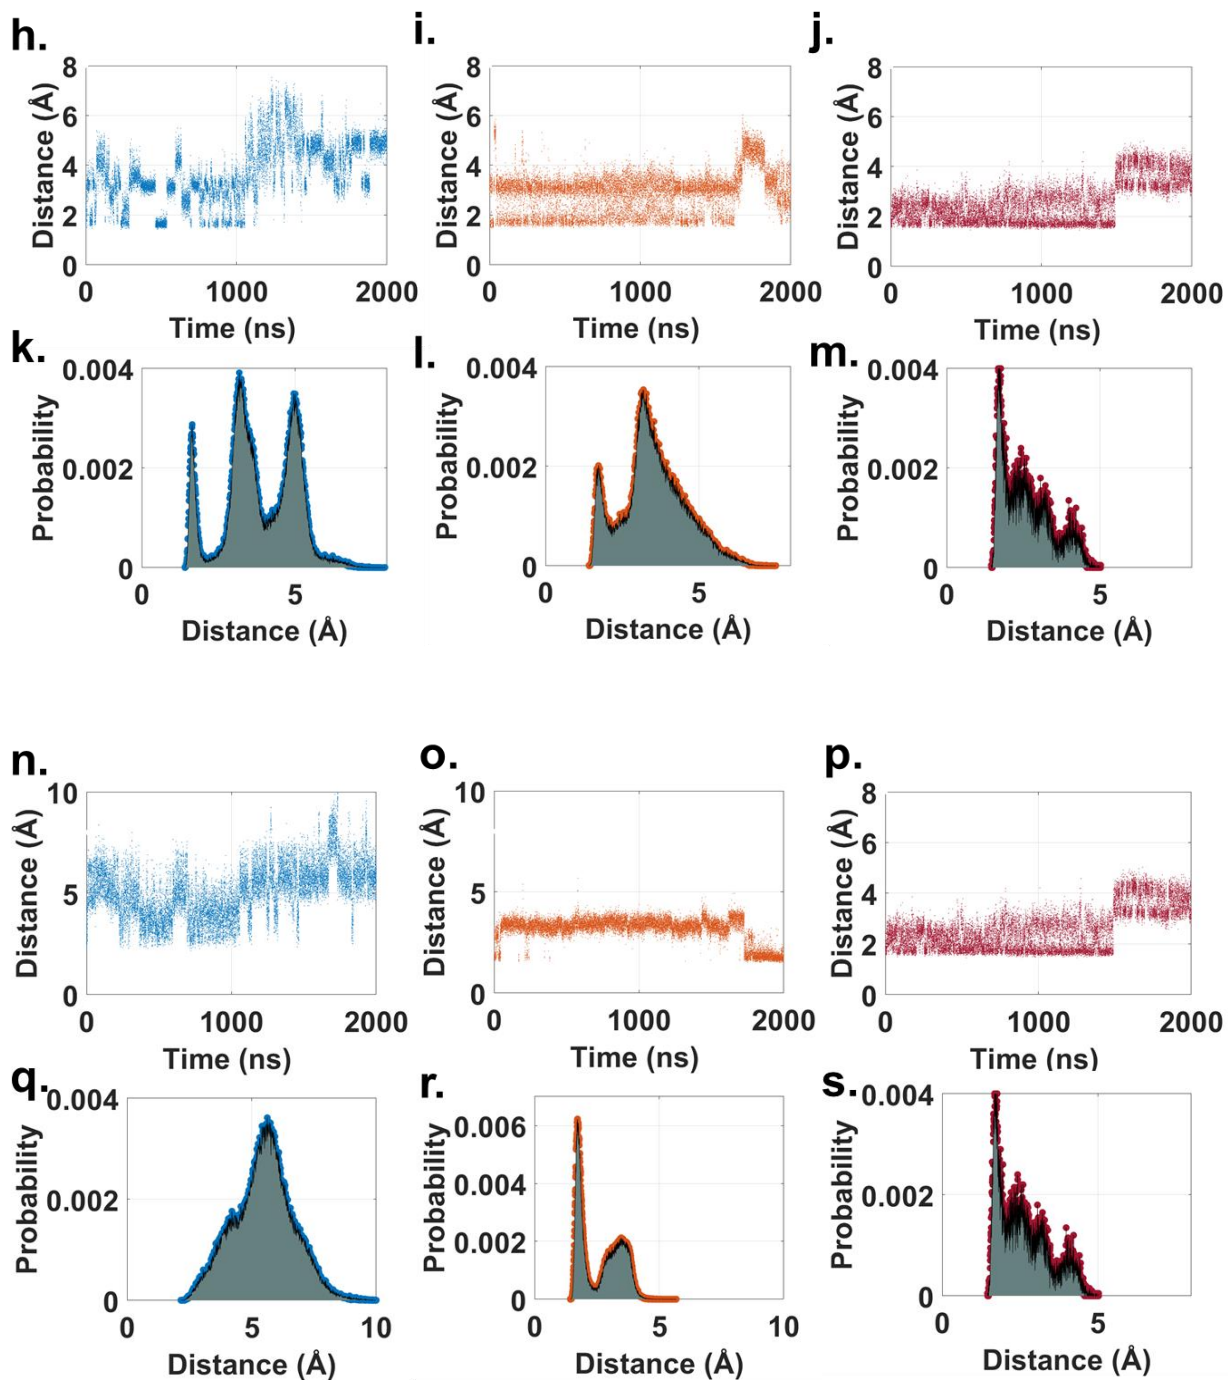 h.
i.
j.
8
6
4
2
0
Distance (Å)
0 1000 2000
Time (ns)
8
6
4
2
0
Distance (Å)
0 1000 2000
Time (ns)
8
6
4
2
0
Distance (Å)
0 1000 2000
Time (ns)
k.
0.004
0.002
0
Probability
0 5
Distance (Å)
l.
0.004
0.002
0
Probability
0 5
Distance (Å)
m.
0.004
0.002
0
Probability
0 5
Distance (Å)
n.
10
5
0
Distance (Å)
0 1000 2000
Time (ns)
o.
10
5
0
Distance (Å)
0 1000 2000
Time (ns)
p.
8
6
4
2
0
Distance (Å)
0 1000 2000
Time (ns)
q.
0.004
0.002
0
Probability
0 5 10
Distance (Å)
r.
0.006
0.004
0.002
0
Probability
0 5 10
Distance (Å)
s.
0.004
0.002
0
Probability
0 5
Distance (Å)